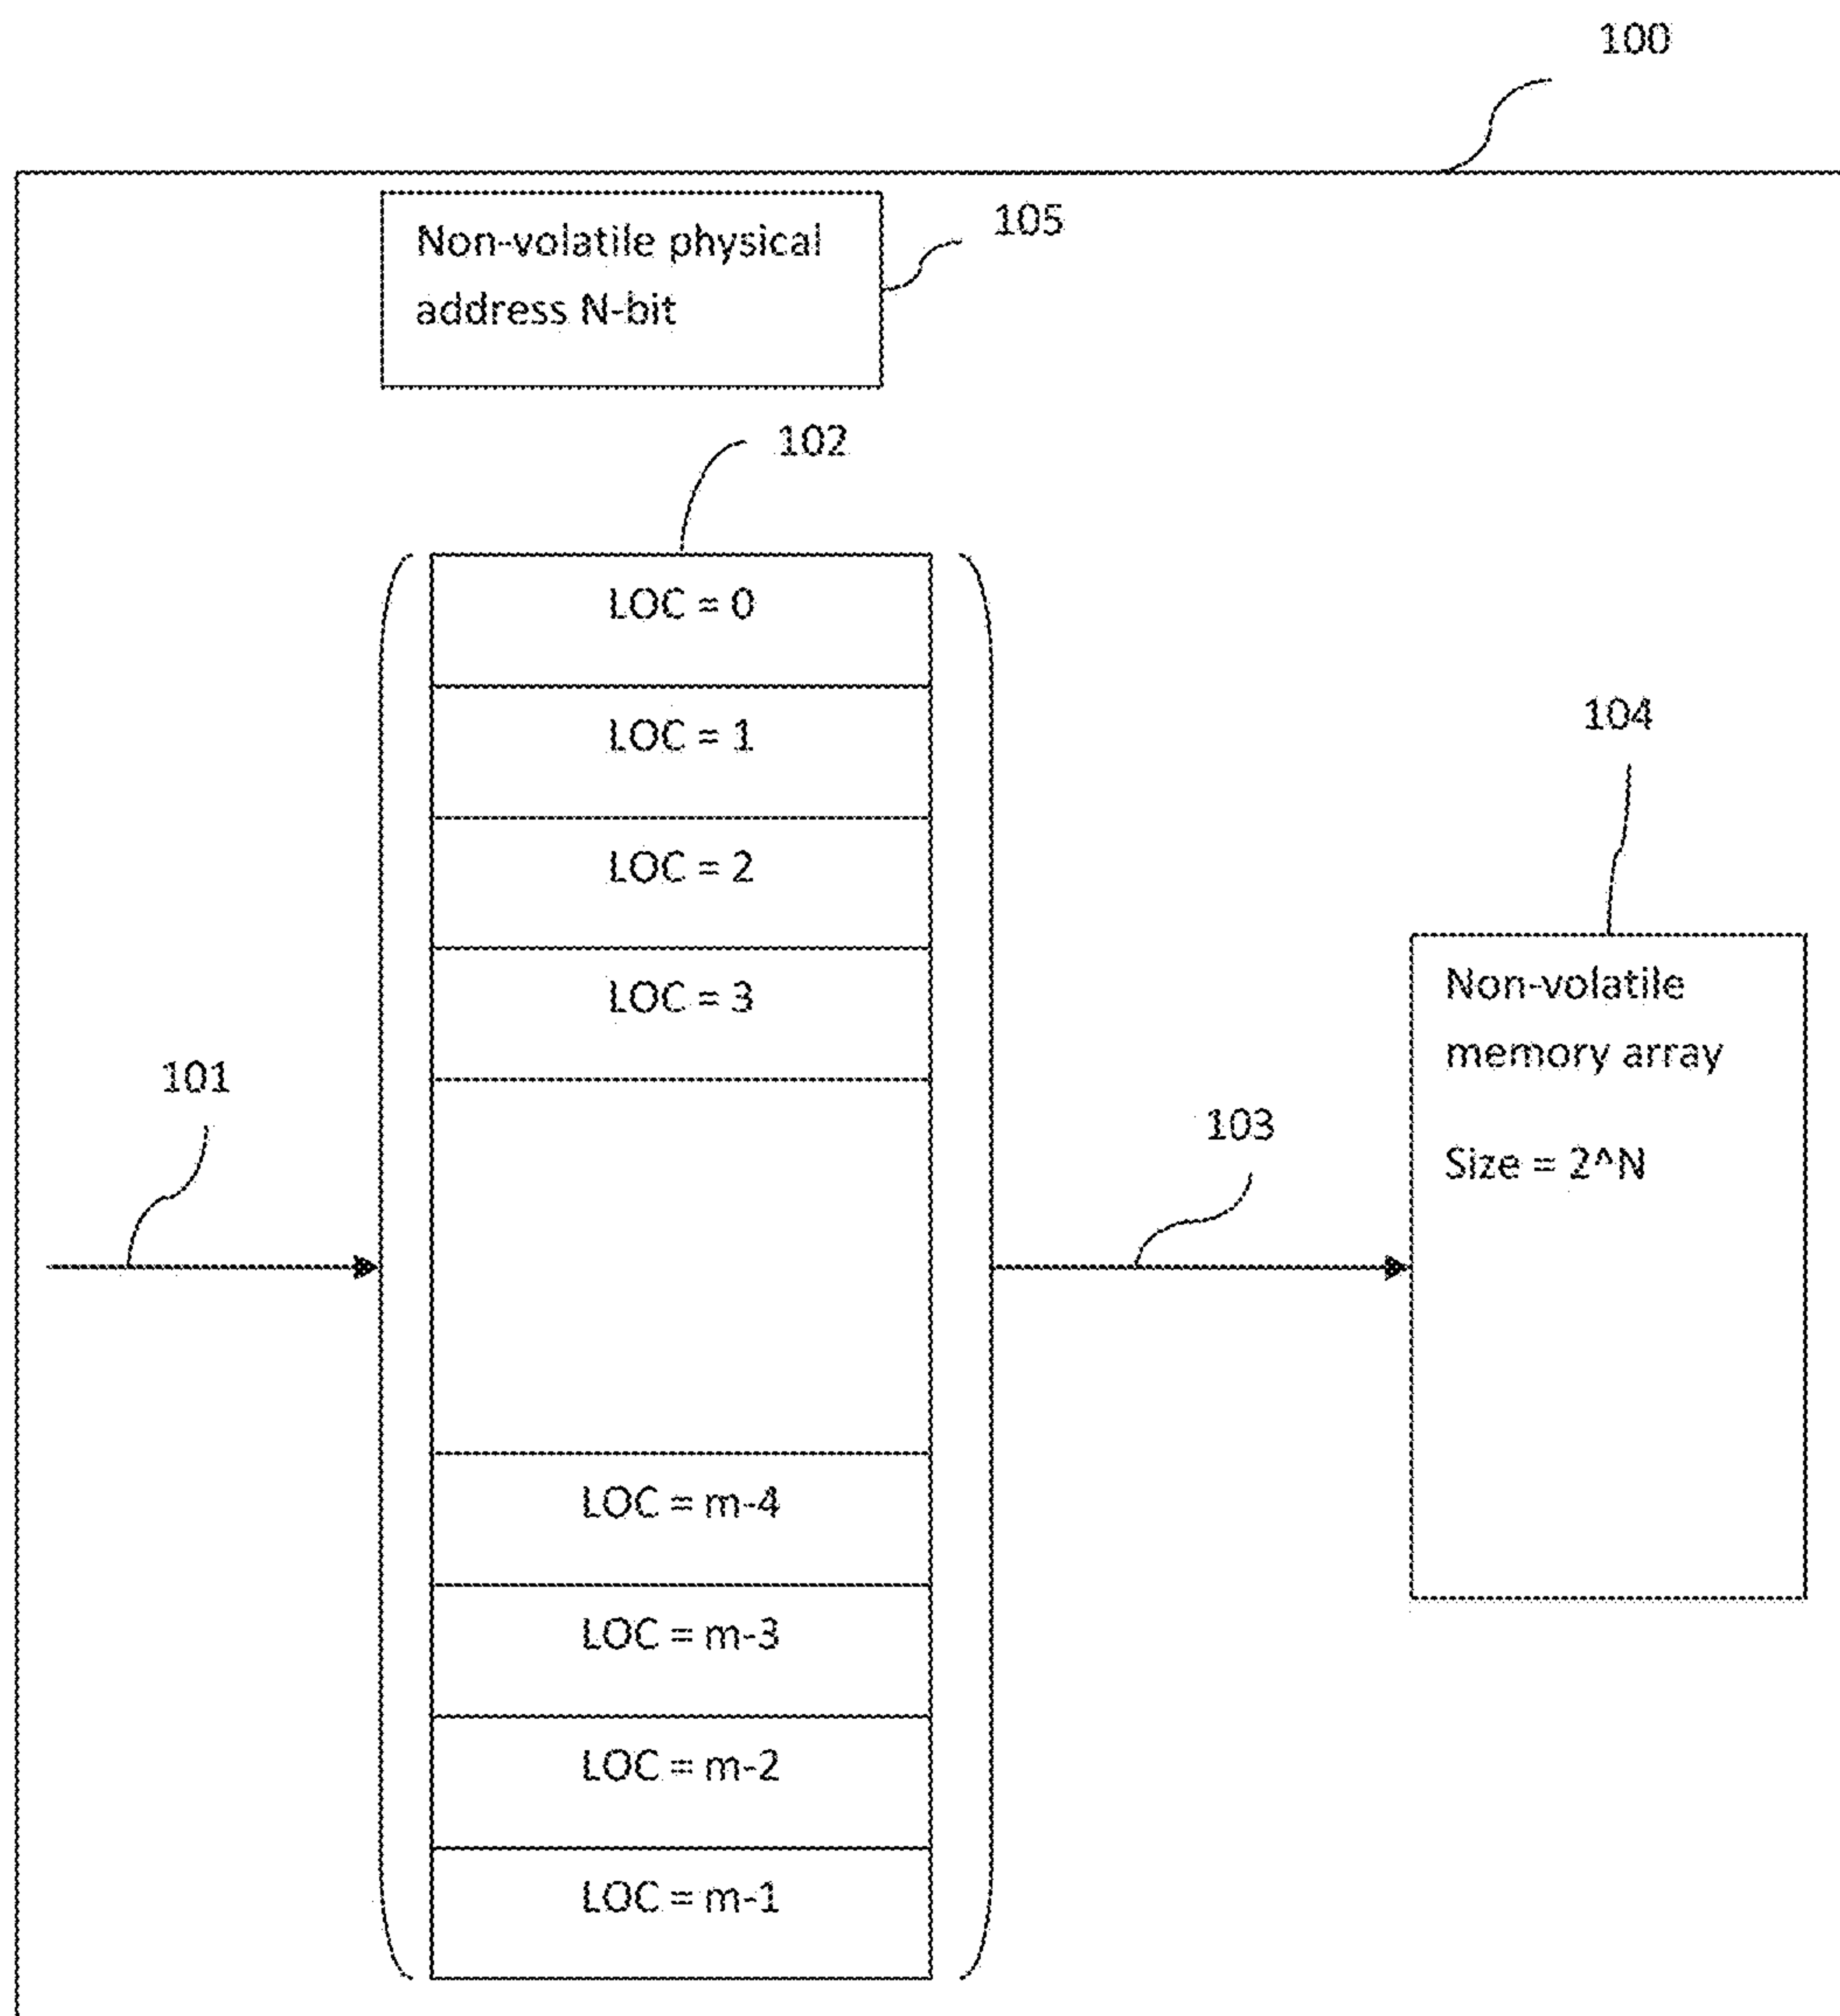 100
Non-volatile physical
address N-bit
105
102
LOC = 0
LOC = 1
LOC = 2
LOC = 3
101
103
104
Non-volatile
memory array
Size = 2^N
LOC = m-4
LOC = m-3
LOC = m-2
LOC = m-1